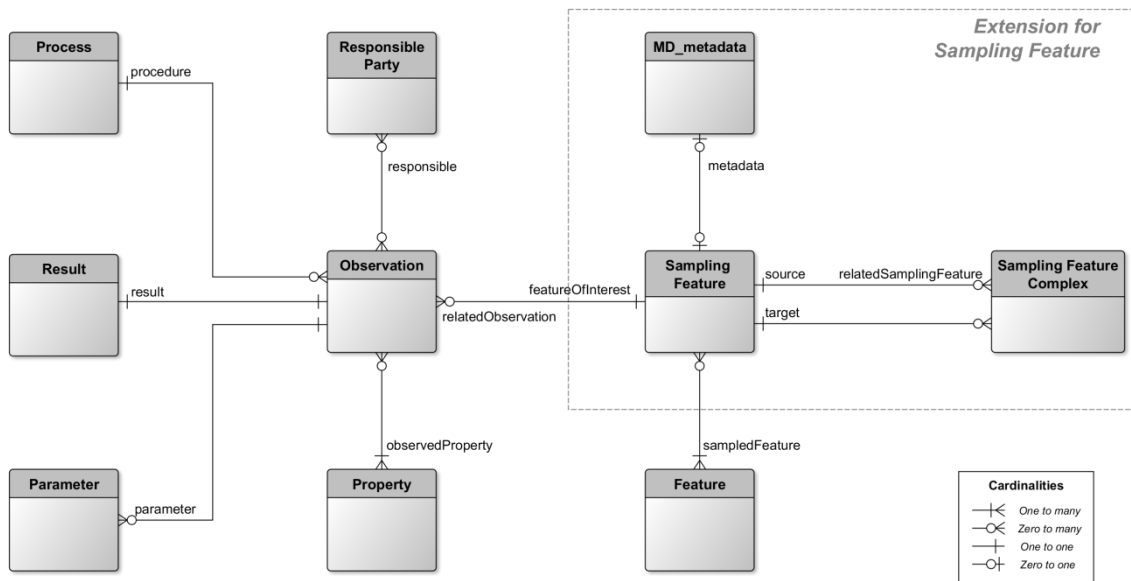 Extension for
Sampling Feature
Process
Responsible
Party
MD_metadata
procedure
responsible
metadata
Result
Observation
Sampling
Feature
Sampling Feature
Complex
result
featureOfInterest
relatedObservation
source
relatedSamplingFeature
target
observedProperty
sampledFeature
Parameter
Property
Feature
parameter
Cardinalities
One to many
Zero to many
One to one
Zero to one